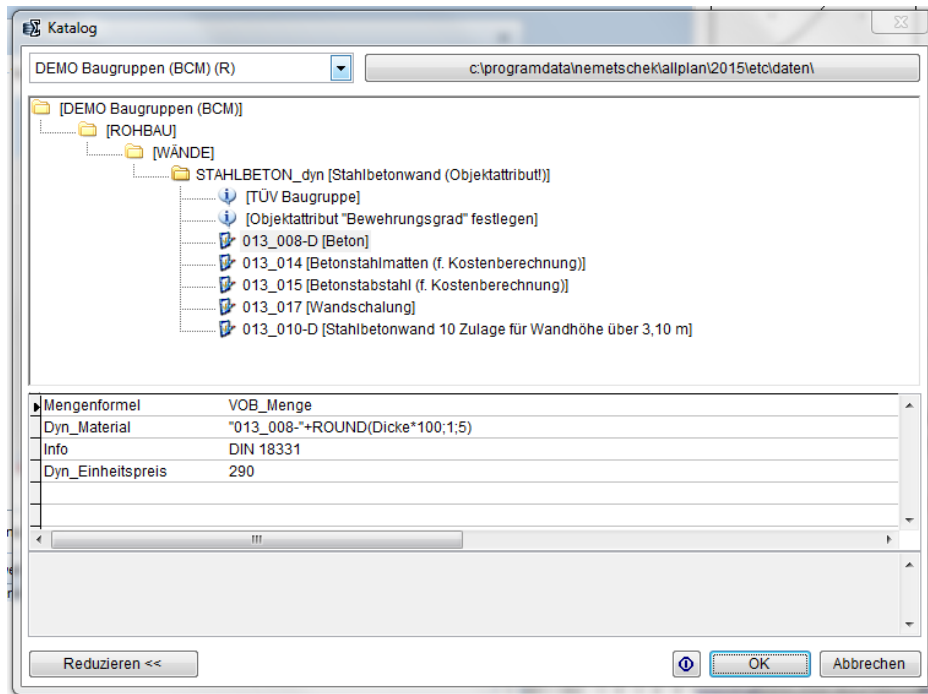 Katalog
DEMO Baugruppen (BCM) (R)
c:\programdata\nemetschek\allplan\2015\etc\daten\
[DEMO Baugruppen (BCM)]
[ROHBAU]
[WÄNDE]
STAHLBETON_dyn [Stahlbetonwand (Objektattribut!)]
[TÜV Baugruppe]
[Objektattribut "Bewehrungsgrad" festlegen]
013_008-D [Beton]
013_014 [Betonstahlmatten (f. Kostenberechnung)]
013_015 [Betonstabstahl (f. Kostenberechnung)]
013_017 [Wandschalung]
013_010-D [Stahlbetonwand 10 Zulage für Wandhöhe über 3,10 m]
Mengenformel VOB_Menge
Dyn_Material "013_008-"+ROUND(Dicke*100;1;5)
Info DIN 18331
Dyn_Einheitspreis 290
Reduzieren << OK Abbrechen